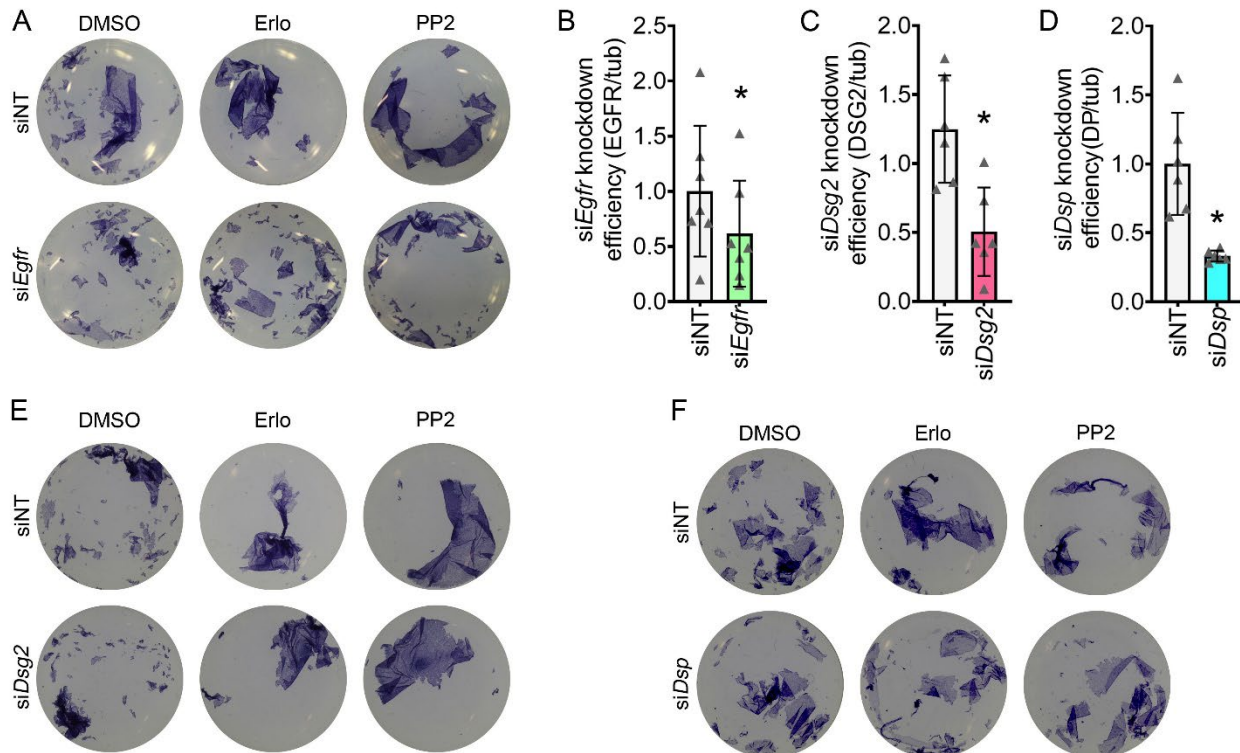 A
DMSO Erlo PP2
siNT
siEgfr
B
siEgfr knockdown
efficiency (EGFR/tub)
2.5
2.0
1.5
1.0
0.5
0.0
*
siNT
siEgfr
C
siDsg2 knockdown
efficiency (DSG2/tub)
2.0
1.5
1.0
0.5
0.0
*
siNT
siDsg2
D
siDsp knockdown
efficiency (DP/tub)
2.0
1.5
1.0
0.5
0.0
*
siNT
siDsp
E
DMSO Erlo PP2
siNT
siDsg2
F
DMSO Erlo PP2
siNT
siDsp